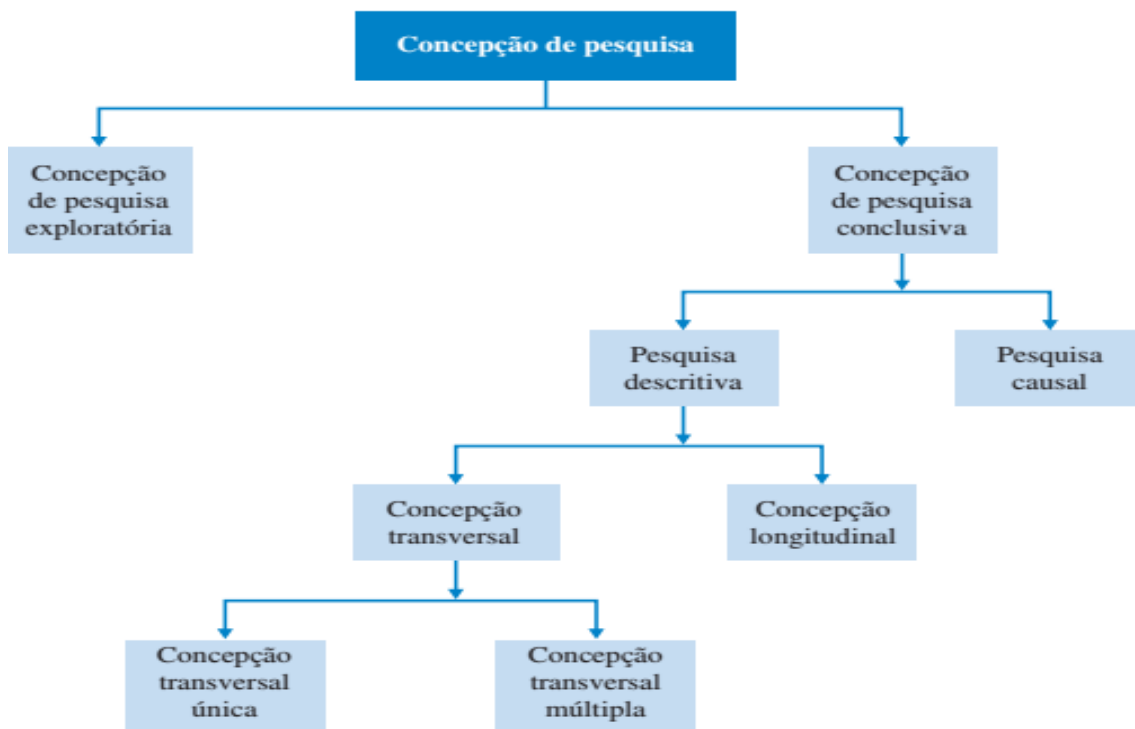 Concepção de pesquisa
Concepção
de pesquisa
exploratória
Concepção
de pesquisa
conclusiva
Pesquisa
descritiva
Pesquisa
causal
Concepção
transversal
Concepção
longitudinal
Concepção
transversal
única
Concepção
transversal
múltipla